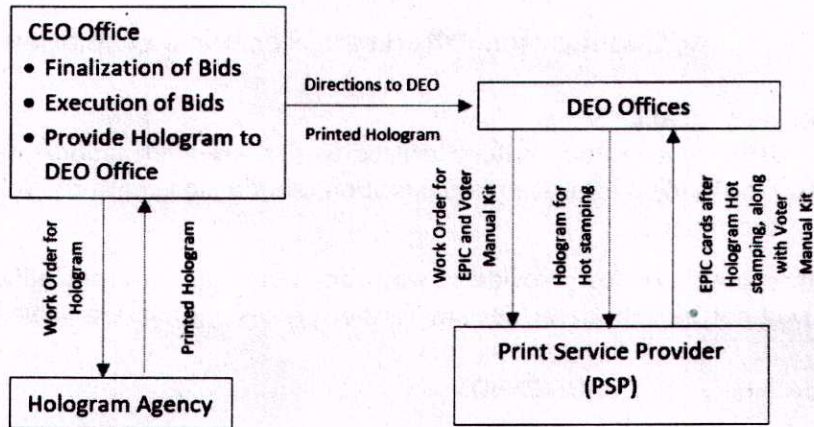 CEO Office
• Finalization of Bids
• Execution of Bids
• Provide Hologram to
DEO Office
Directions to DEO
Printed Hologram
DEO Offices
Work Order for
Hologram
Printed Hologram
Work Order for
EPIC and Voter
Manual Kit
Hologram for
Hot stamping
EPIC cards after
Hologram Hot
stamping, along
with Voter
Manual Kit
Hologram Agency
Print Service Provider
(PSP)